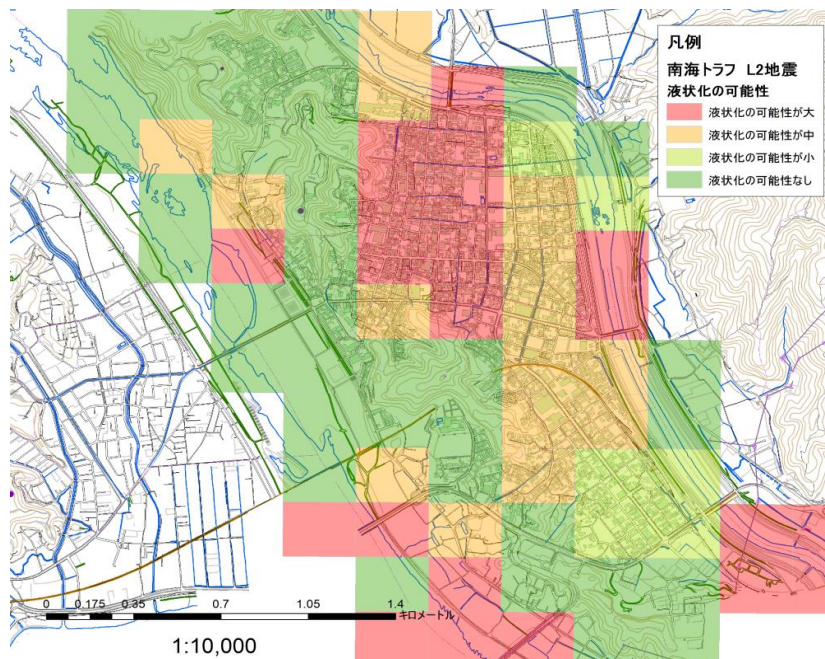 凡例
南海トラフ L2地震
液状化の可能性
液状化の可能性が大
液状化の可能性が中
液状化の可能性が小
液状化の可能性なし
0 0.175 0.35 0.7 1.05 1.4
キロメートル
1:10,000